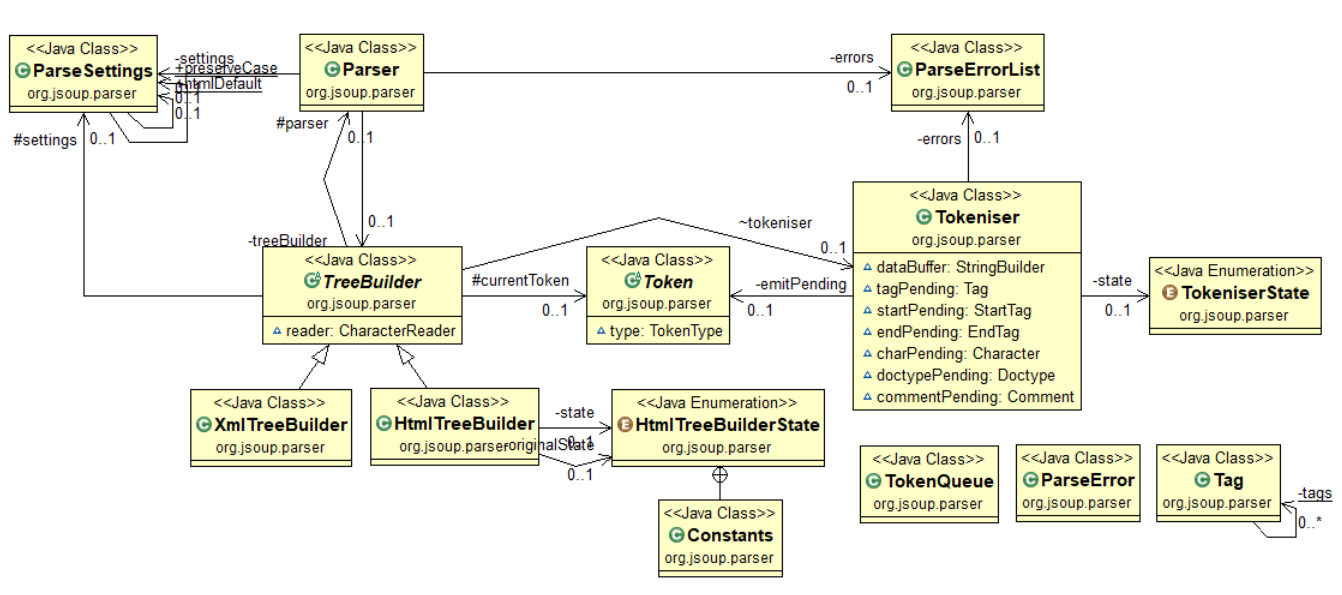 <<Java Class>>
ParseSettings
org.jsoup.parser
-settings
+preserveCase
+htmlDefault
0..1
0..1
0..1
<<Java Class>>
Parser
org.jsoup.parser
-errors
0..1
<<Java Class>>
ParseErrorList
org.jsoup.parser
#settings
0..1
#parser
0..1
-errors
0..1
0..1
-treeBuilder
<<Java Class>>
TreeBuilder
org.jsoup.parser
reader: CharacterReader
~tokeniser
0..1
#currentToken
0..1
<<Java Class>>
Token
org.jsoup.parser
type: TokenType
-emitPending
0..1
<<Java Class>>
Tokeniser
org.jsoup.parser
dataBuffer: StringBuilder
tagPending: Tag
startPending: StartTag
endPending: EndTag
charPending: Character
doctypePending: Doctype
commentPending: Comment
-state
0..1
<<Java Enumeration>>
TokeniserState
org.jsoup.parser
<<Java Class>>
XmlTreeBuilder
org.jsoup.parser
<<Java Class>>
HtmlTreeBuilder
org.jsoup.parser
-state
0..1
-originalState
0..1
<<Java Enumeration>>
HtmlTreeBuilderState
org.jsoup.parser
<<Java Class>>
Constants
org.jsoup.parser
<<Java Class>>
TokenQueue
org.jsoup.parser
<<Java Class>>
ParseError
org.jsoup.parser
<<Java Class>>
Tag
org.jsoup.parser
-tags
0..*